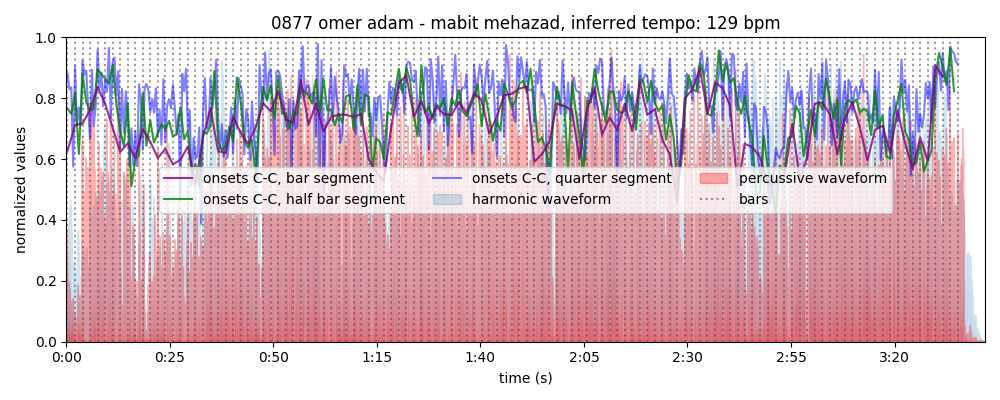 0877 omer adam - mabit mehazad, inferred tempo: 129 bpm
normalized values
1.0
0.8
0.6
0.4
0.2
0.0
onsets C-C, bar segment
onsets C-C, half bar segment
onsets C-C, quarter segment
harmonic waveform
percussive waveform
bars
0:00 0:25 0:50 1:15 1:40 2:05 2:30 2:55 3:20
time (s)